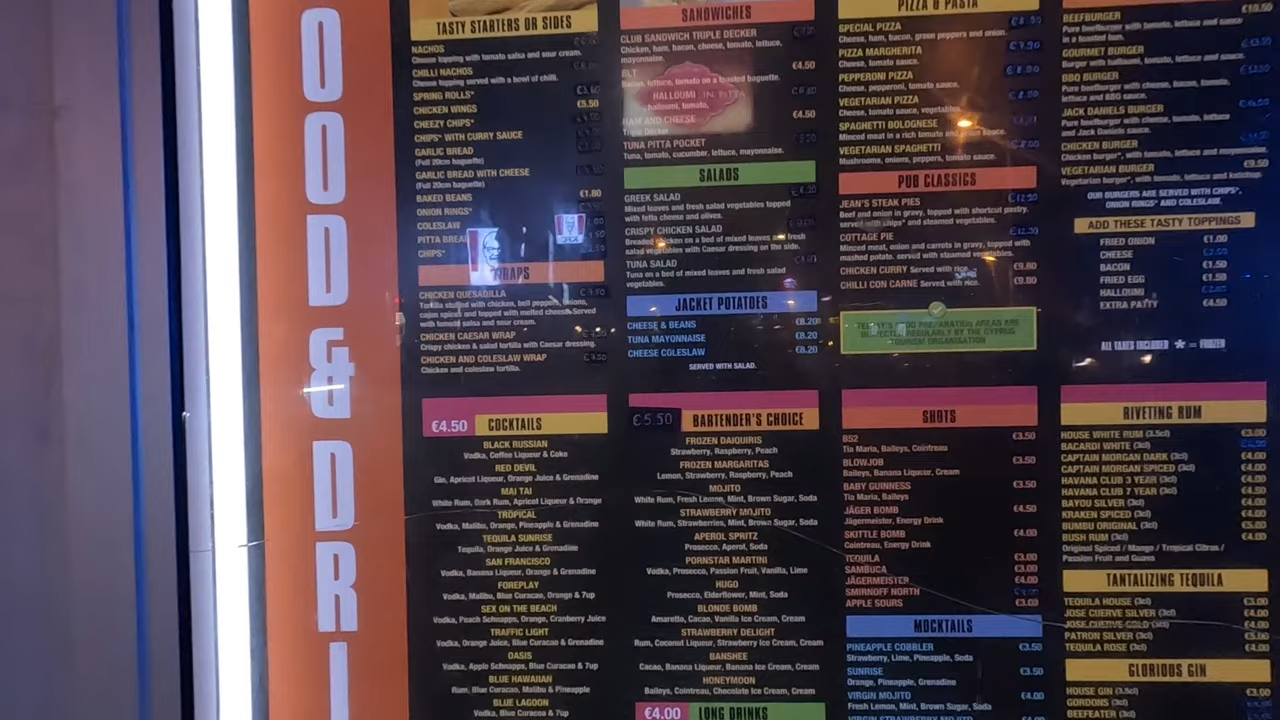 OOD & DRI
TASTY STARTERS OR SIDES
NACHOS
Cheese topping with tomato salsa and sour cream.
CHILLI NACHOS
Cheese topping served with a bowl of chilli.
SPRING ROLLS*
CHICKEN WINGS €5.50
CHEEZY CHIPS*
CHIPS* WITH CURRY SAUCE
GARLIC BREAD
(Full 20cm baguette)
GARLIC BREAD WITH CHEESE
(Full 20cm baguette)
BAKED BEANS €1.80
ONION RINGS*
COLESLAW
PITTA BREAD
CHIPS*
KFC
WRAPS
CHICKEN QUESADILLA
Tortilla stuffed with chicken, bell peppers, onions,
cajun spices and topped with melted cheese. Served
with tomato salsa and sour cream.
CHICKEN CAESAR WRAP
Crispy chicken & salad tortilla with Caesar dressing.
CHICKEN AND COLESLAW WRAP
Chicken and coleslaw tortilla.
SANDWICHES
CLUB SANDWICH TRIPLE DECKER
Chicken, ham, bacon, cheese, tomato, lettuce,
mayonnaise.
BLT €4.50
Bacon, lettuce, tomato on a toasted baguette.
HALLOUMI IN PITTA
halloumi, tomato,
HAM AND CHEESE €4.50
Triple Decker
TUNA PITTA POCKET
Tuna, tomato, cucumber, lettuce, mayonnaise.
SALADS
GREEK SALAD
Mixed leaves and fresh salad vegetables topped
with fetta cheese and olives.
CRISPY CHICKEN SALAD
Breaded chicken on a bed of mixed leaves and fresh
salad vegetables with Caesar dressing on the side.
TUNA SALAD
Tuna on a bed of mixed leaves and fresh salad
vegetables.
JACKET POTATOES
CHEESE & BEANS €8.20
TUNA MAYONNAISE €8.20
CHEESE COLESLAW €8.20
SERVED WITH SALAD.
PIZZA & PASTA
SPECIAL PIZZA
Cheese, ham, bacon, green peppers and onion.
PIZZA MARGHERITA
Cheese, tomato sauce.
PEPPERONI PIZZA
Cheese, pepperoni, tomato sauce.
VEGETARIAN PIZZA
Cheese, tomato sauce, vegetables.
SPAGHETTI BOLOGNESE
Minced meat in a rich tomato and onion sauce.
VEGETARIAN SPAGHETTI
Mushrooms, onions, peppers, tomato sauce.
PUB CLASSICS
JEAN'S STEAK PIES
Beef and onion in gravy, topped with shortcut pastry.
served with chips* and steamed vegetables.
COTTAGE PIE
Minced meat, onion and carrots in gravy, topped with
mashed potato. served with steamed vegetables.
CHICKEN CURRY Served with rice. €9.80
CHILLI CON CARNE Served with rice. €9.80
FOOD PREPARATION AREAS ARE
INSPECTED REGULARLY BY THE CYPRUS
TOURISM ORGANISATION
BEEFBURGER €10.50
Pure beefburger with tomato, lettuce and sauce
in a toasted bun.
GOURMET BURGER
Burger with halloumi, tomato, lettuce and sauce.
BBQ BURGER
Pure beefburger with cheese, bacon, tomato,
lettuce and BBQ sauce.
JACK DANIELS BURGER
Pure beefburger with tomato, lettuce
and Jack Daniels sauce.
CHICKEN BURGER
Chicken burger*, with tomato, lettuce and mayonnaise.
VEGETARIAN BURGER €9.50
Vegetarian burger*, with tomato, lettuce and ketchup.
OUR BURGERS ARE SERVED WITH CHIPS*,
ONION RINGS* AND COLESLAW.
ADD THESE TASTY TOPPINGS
FRIED ONION €1.00
CHEESE
BACON €1.50
FRIED EGG €1.50
HALLOUMI
EXTRA PATTY €4.50
ALL TAXES INCLUDED * = FROZEN
€4.50 COCKTAILS
BLACK RUSSIAN
Vodka, Coffee Liqueur & Coke
RED DEVIL
Gin, Apricot Liqueur, Orange Juice & Grenadine
MAI TAI
White Rum, Dark Rum, Apricot Liqueur & Orange
TROPICAL
Vodka, Malibu, Orange, Pineapple & Grenadine
TEQUILA SUNRISE
Tequila, Orange Juice & Grenadine
SAN FRANCISCO
Vodka, Banana Liqueur, Orange & Grenadine
FOREPLAY
Vodka, Malibu, Blue Curacao, Orange & 7up
SEX ON THE BEACH
Vodka, Peach Schnapps, Orange, Cranberry Juice
TRAFFIC LIGHT
Vodka, Orange Juice, Blue Curacao & Grenadine
OASIS
Vodka, Apple Schnapps, Blue Curacao & 7up
BLUE HAWAIIAN
Rum, Blue Curacao, Malibu & Pineapple
BLUE LAGOON
Vodka, Blue Curacoa & 7up
€5.50 BARTENDER'S CHOICE
FROZEN DAIQUIRIS
Strawberry, Raspberry, Peach
FROZEN MARGARITAS
Lemon, Strawberry, Raspberry, Peach
MOJITO
White Rum, Fresh Lemon, Mint, Brown Sugar, Soda
STRAWBERRY MOJITO
White Rum, Strawberries, Mint, Brown Sugar, Soda
APEROL SPRITZ
Prosecco, Aperol, Soda
PORNSTAR MARTINI
Vodka, Prosecco, Passion Fruit, Vanilla, Lime
HUGO
Prosecco, Elderflower, Mint, Soda
BLONDE BOMB
Amaretto, Cacao, Vanilla Ice Cream, Cream
STRAWBERRY DELIGHT
Rum, Coconut Liqueur, Strawberry Ice Cream, Cream
BANSHEE
Cacao, Banana Liqueur, Banana Ice Cream, Cream
HONEYMOON
Baileys, Cointreau, Chocolate Ice Cream, Cream
€4.00 LONG DRINKS
SHOTS
B52 €3.50
Tia Maria, Baileys, Cointreau
BLOWJOB €3.50
Baileys, Banana Liqueur, Cream
BABY GUINNESS €3.50
Tia Maria, Baileys
JÄGER BOMB €4.50
Jägermeister, Energy Drink
SKITTLE BOMB €4.00
Cointreau, Energy Drink
TEQUILA €3.00
SAMBUCA €3.00
JÄGERMEISTER €4.00
SMIRNOFF NORTH
APPLE SOURS €3.00
MOCKTAILS
PINEAPPLE COBBLER €3.50
Strawberry, Lime, Pineapple, Soda
SUNRISE €3.50
Orange, Pineapple, Grenadine
VIRGIN MOJITO €4.00
Fresh Lemon, Mint, Brown Sugar, Soda
VIRGIN STRAWBERRY MOJITO €4.00
RIVETING RUM
HOUSE WHITE RUM (3.5cl) €3.00
BACARDI WHITE (3cl)
CAPTAIN MORGAN DARK (3cl) €4.00
CAPTAIN MORGAN SPICED (3cl) €4.00
HAVANA CLUB 3 YEAR (3cl) €4.00
HAVANA CLUB 7 YEAR (3cl) €4.50
BAYOU SILVER (3cl) €4.00
KRAKEN SPICED (3cl) €4.00
BUMBU ORIGINAL (3cl) €5.00
BUSH RUM (3cl) €4.00
Original Spiced / Mango / Tropical Citrus /
Passion Fruit and Guava
TANTALIZING TEQUILA
TEQUILA HOUSE (3cl) €3.00
JOSE CUERVE SILVER (3cl) €4.00
JOSE CUERVE GOLD (3cl) €4.00
PATRON SILVER (3cl) €5.00
TEQUILA ROSE (3cl) €4.00
GLORIOUS GIN
HOUSE GIN (3.5cl) €3.00
GORDONS (3cl)
BEEFEATER (3cl)